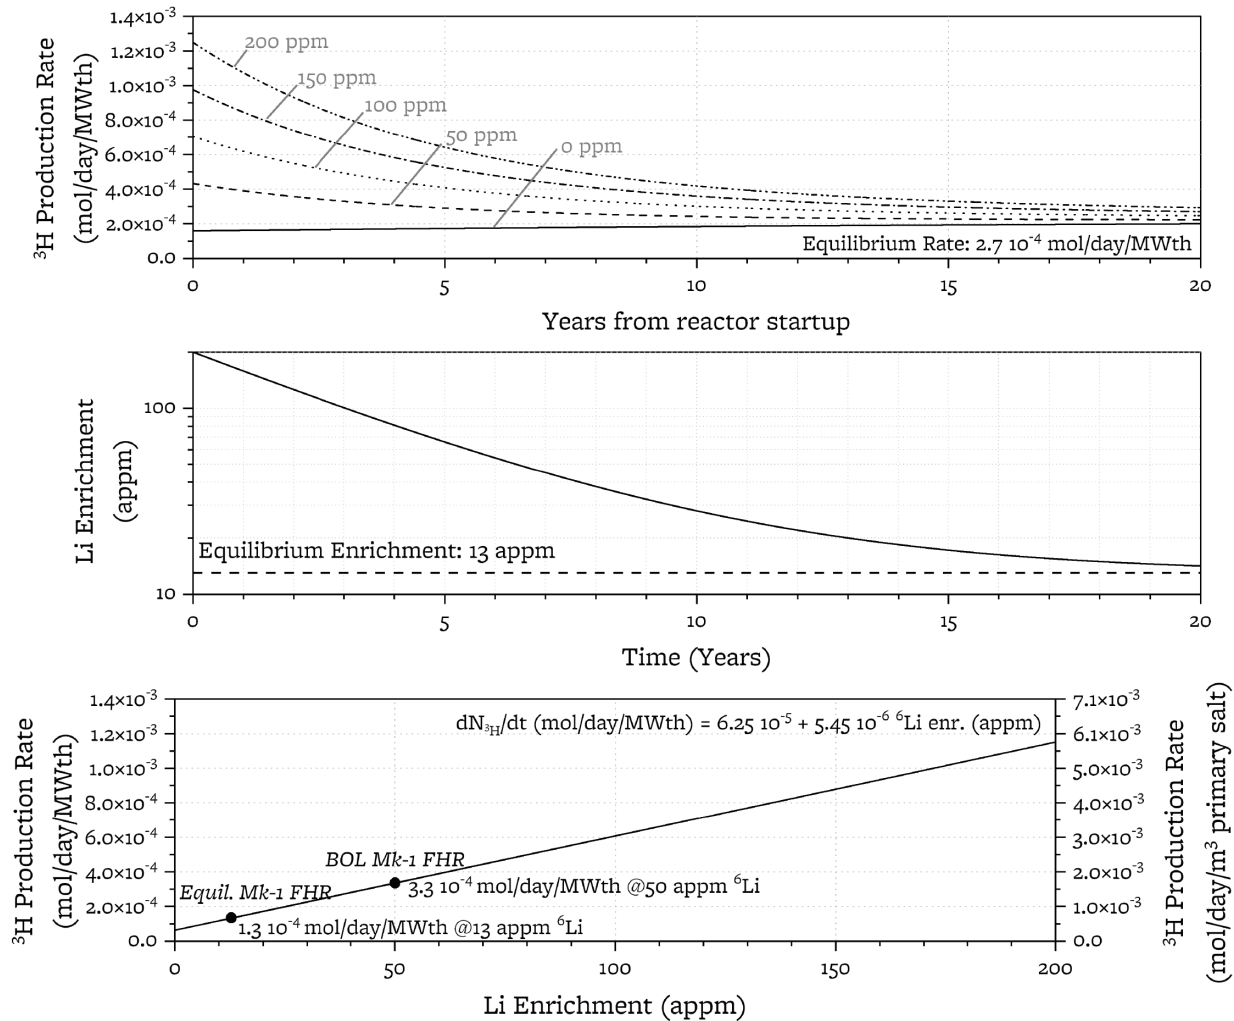 ³H Production Rate
(mol/day/MWth)
1.4×10⁻³
1.2×10⁻³
1.0×10⁻³
8.0×10⁻⁴
6.0×10⁻⁴
4.0×10⁻⁴
2.0×10⁻⁴
0.0
200 ppm
150 ppm
100 ppm
50 ppm
0 ppm
Equilibrium Rate: 2.7 10⁻⁴ mol/day/MWth
0 5 10 15 20
Years from reactor startup
Li Enrichment
(appm)
100
10
Equilibrium Enrichment: 13 appm
0 5 10 15 20
Time (Years)
³H Production Rate
(mol/day/MWth)
1.4×10⁻³
1.2×10⁻³
1.0×10⁻³
8.0×10⁻⁴
6.0×10⁻⁴
4.0×10⁻⁴
2.0×10⁻⁴
0.0
dN₃H/dt (mol/day/MWth) = 6.25 10⁻⁵ + 5.45 10⁻⁶ ⁶Li enr. (appm)
BOL Mk-1 FHR
3.3 10⁻⁴ mol/day/MWth @50 appm ⁶Li
Equil. Mk-1 FHR
1.3 10⁻⁴ mol/day/MWth @13 appm ⁶Li
7.1×10⁻³
6.1×10⁻³
5.0×10⁻³
4.0×10⁻³
3.0×10⁻³
2.0×10⁻³
1.0×10⁻³
0.0
³H Production Rate
(mol/day/m³ primary salt)
0 50 100 150 200
Li Enrichment (appm)